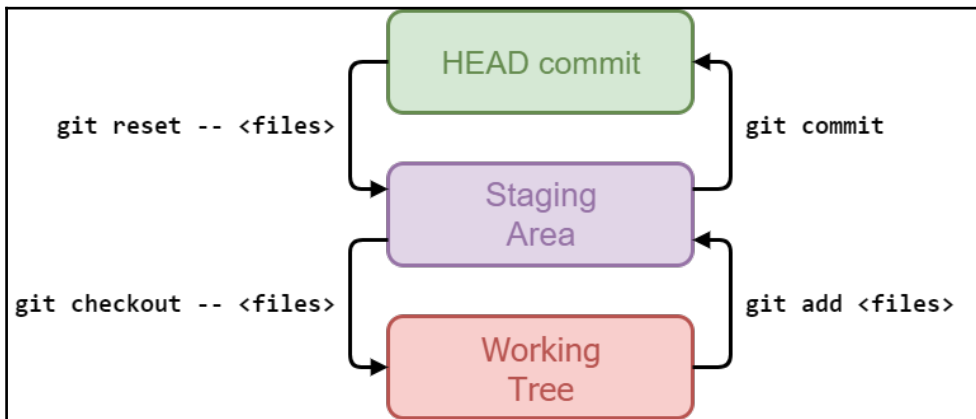 HEAD commit
git reset -- <files>
git commit
Staging
Area
git checkout -- <files>
git add <files>
Working
Tree